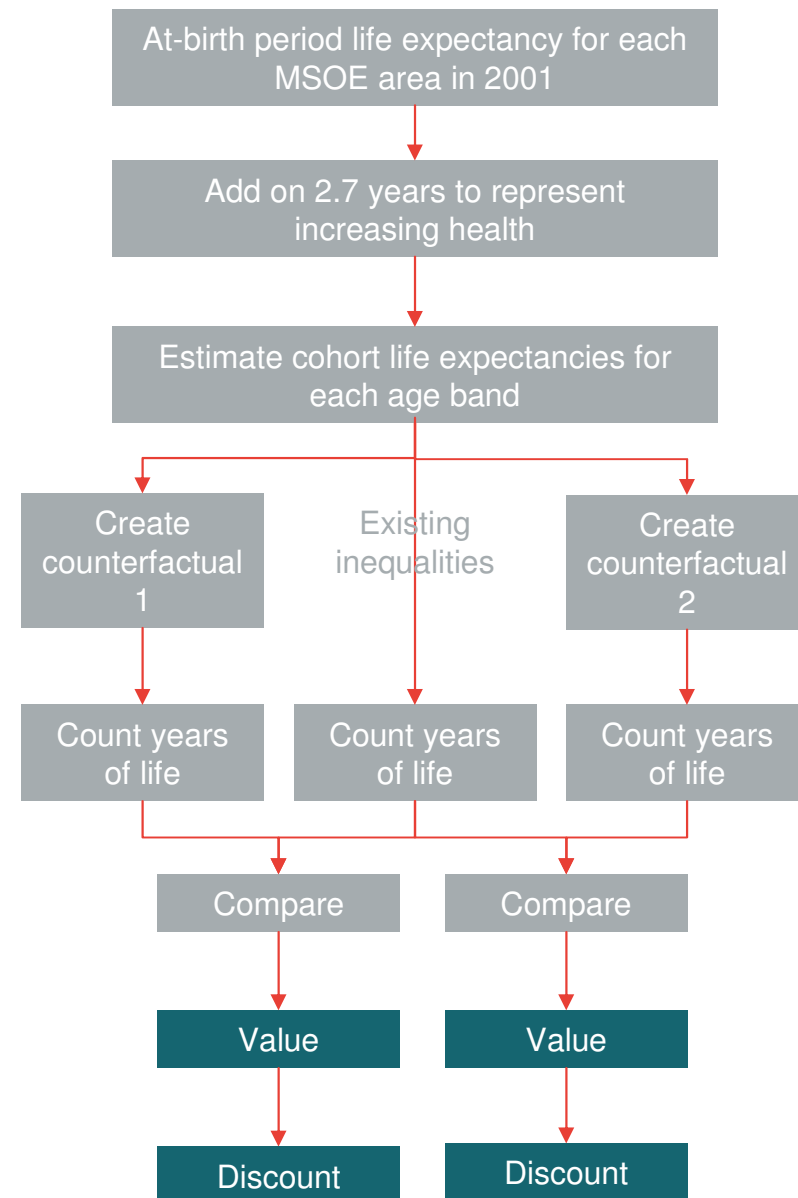 At-birth period life expectancy for each
MSOE area in 2001
Add on 2.7 years to represent
increasing health
Estimate cohort life expectancies for
each age band
Create
counterfactual
1
Existing
inequalities
Create
counterfactual
2
Count years
of life
Count years
of life
Count years
of life
Compare
Compare
Value
Value
Discount
Discount